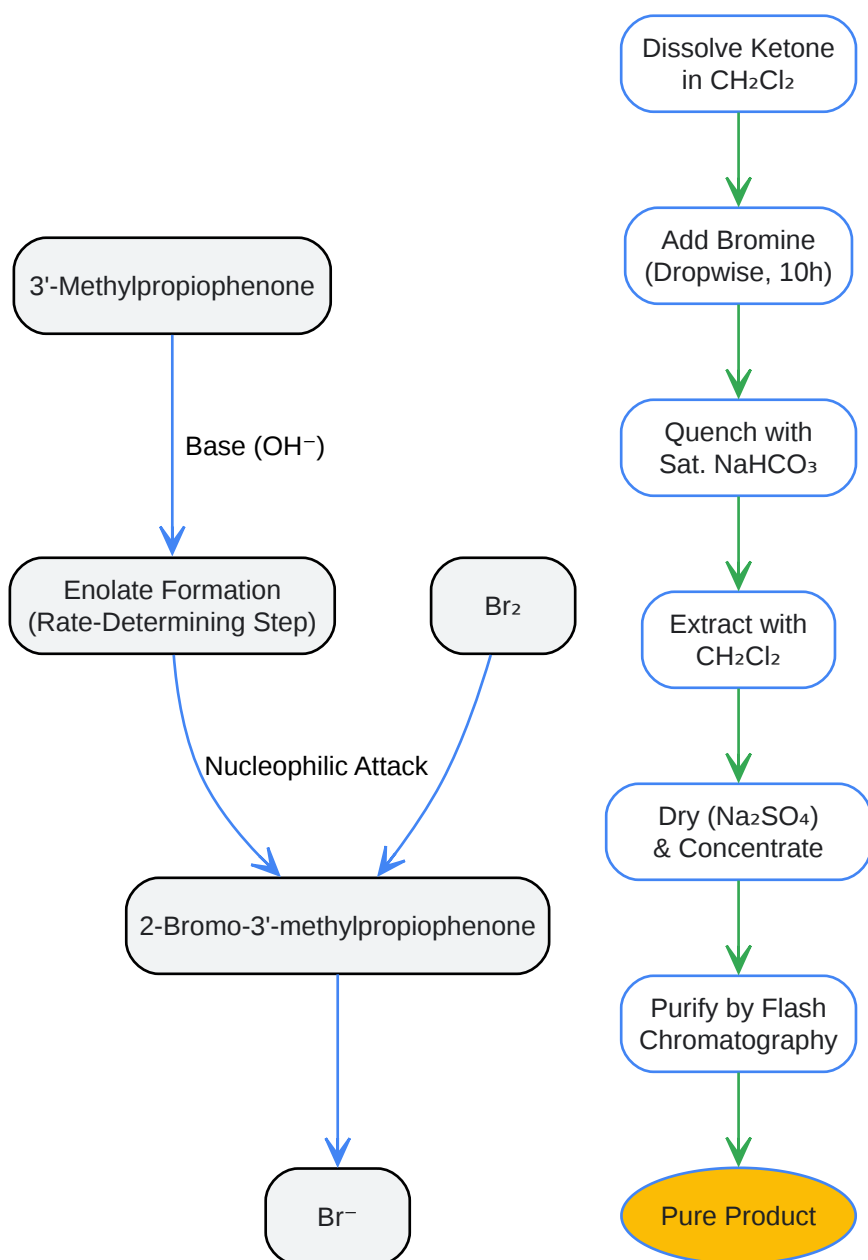 3'-Methylpropiophenone
Base (OH⁻)
Enolate Formation
(Rate-Determining Step)
Br₂
Nucleophilic Attack
2-Bromo-3'-methylpropiophenone
Br⁻
Dissolve Ketone
in CH₂Cl₂
Add Bromine
(Dropwise, 10h)
Quench with
Sat. NaHCO₃
Extract with
CH₂Cl₂
Dry (Na₂SO₄)
& Concentrate
Purify by Flash
Chromatography
Pure Product